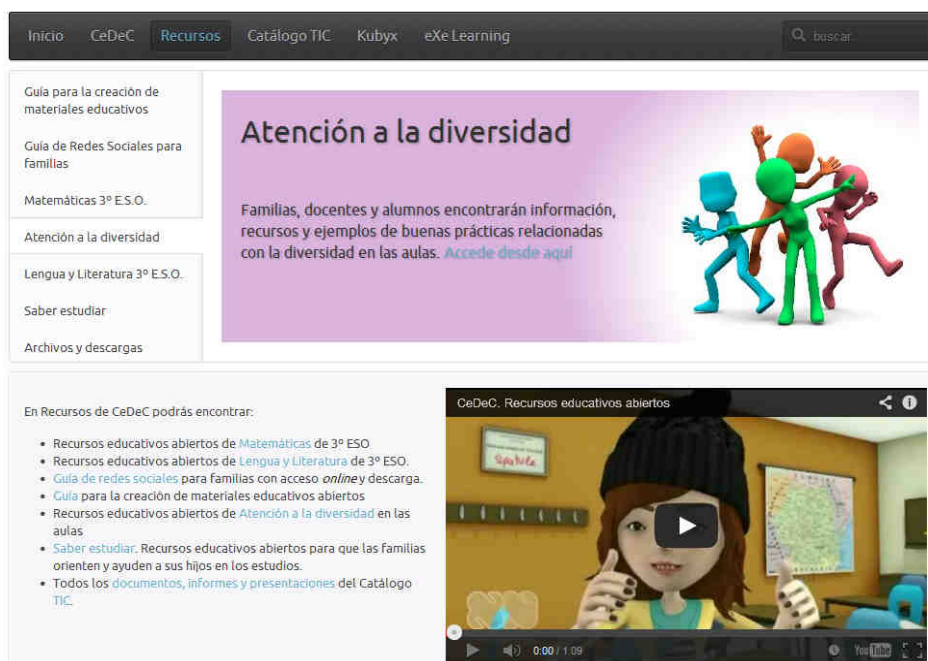 Inicio CeDeC Recursos Catálogo TIC Kubyx eXe Learning buscar...
Guía para la creación de
materiales educativos
Guía de Redes Sociales para
familias
Matemáticas 3º E.S.O.
Atención a la diversidad
Lengua y Literatura 3º E.S.O.
Saber estudiar
Archivos y descargas
Atención a la diversidad
Familias, docentes y alumnos encontrarán información,
recursos y ejemplos de buenas prácticas relacionadas
con la diversidad en las aulas. Accede desde aquí
En Recursos de CeDeC podrás encontrar:
• Recursos educativos abiertos de Matemáticas de 3º ESO
• Recursos educativos abiertos de Lengua y Literatura de 3º ESO.
• Guía de redes sociales para familias con acceso online y descarga.
• Guía para la creación de materiales educativos abiertos
• Recursos educativos abiertos de Atención a la diversidad en las
aulas
• Saber estudiar. Recursos educativos abiertos para que las familias
orienten y ayuden a sus hijos en los estudios.
• Todos los documentos, informes y presentaciones del Catálogo
TIC.
CeDeC. Recursos educativos abiertos
0:00 / 1:09
YouTube